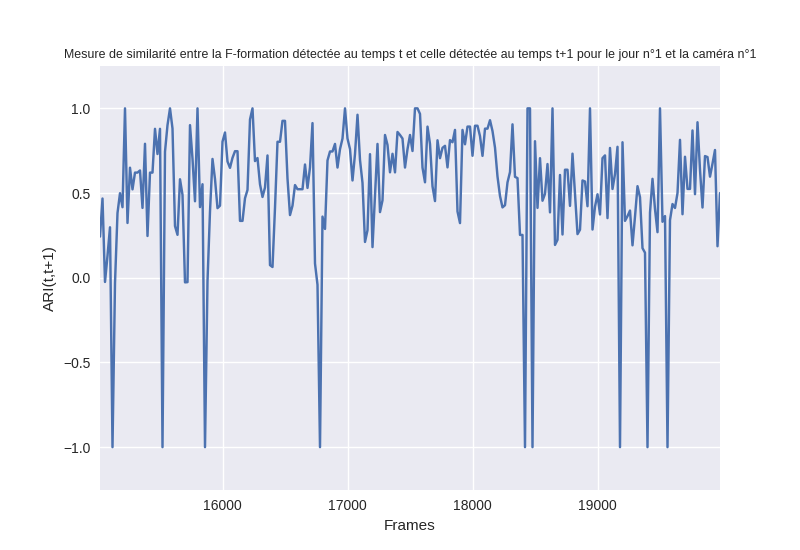 Mesure de similarité entre la F-formation détectée au temps t et celle détectée au temps t+1 pour le jour n°1 et la caméra n°1
1.0
0.5
0.0
−0.5
−1.0
ARI(t,t+1)
16000 17000 18000 19000
Frames